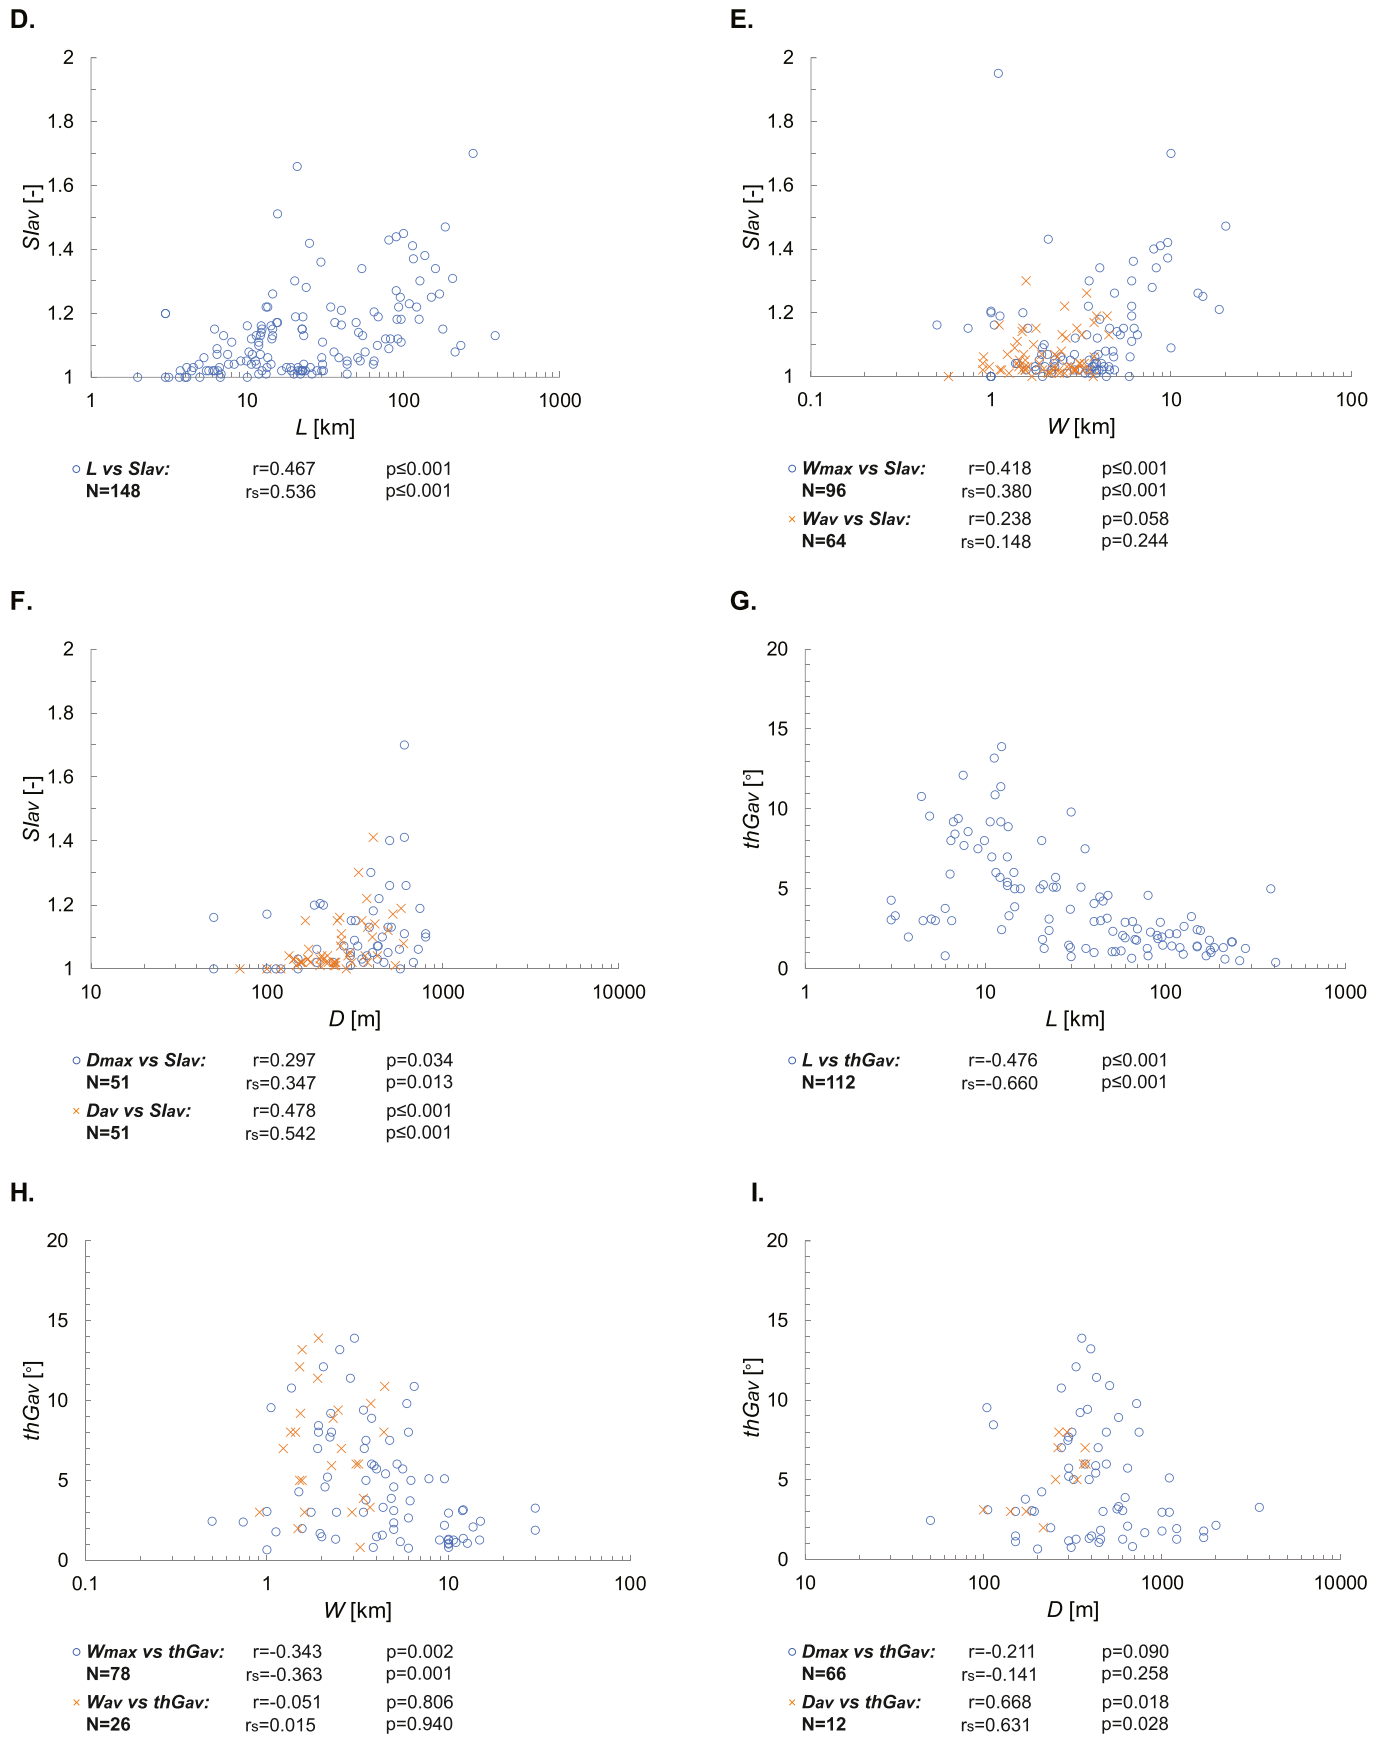 D.
2
1.8
1.6
1.4
1.2
1
SIav [-]
1 10 100 1000
L [km]
L vs SIav: r=0.467 p≤0.001
N=148 rs=0.536 p≤0.001
E.
2
1.8
1.6
1.4
1.2
1
SIav [-]
0.1 1 10 100
W [km]
Wmax vs SIav: r=0.418 p≤0.001
N=96 rs=0.380 p≤0.001
Wav vs SIav: r=0.238 p=0.058
N=64 rs=0.148 p=0.244
F.
2
1.8
1.6
1.4
1.2
1
SIav [-]
10 100 1000 10000
D [m]
Dmax vs SIav: r=0.297 p=0.034
N=51 rs=0.347 p=0.013
Dav vs SIav: r=0.478 p≤0.001
N=51 rs=0.542 p≤0.001
G.
20
15
10
5
0
thGav [°]
1 10 100 1000
L [km]
L vs thGav: r=-0.476 p≤0.001
N=112 rs=-0.660 p≤0.001
H.
20
15
10
5
0
thGav [°]
0.1 1 10 100
W [km]
Wmax vs thGav: r=-0.343 p=0.002
N=78 rs=-0.363 p=0.001
Wav vs thGav: r=-0.051 p=0.806
N=26 rs=0.015 p=0.940
I.
20
15
10
5
0
thGav [°]
10 100 1000 10000
D [m]
Dmax vs thGav: r=-0.211 p=0.090
N=66 rs=-0.141 p=0.258
Dav vs thGav: r=0.668 p=0.018
N=12 rs=0.631 p=0.028